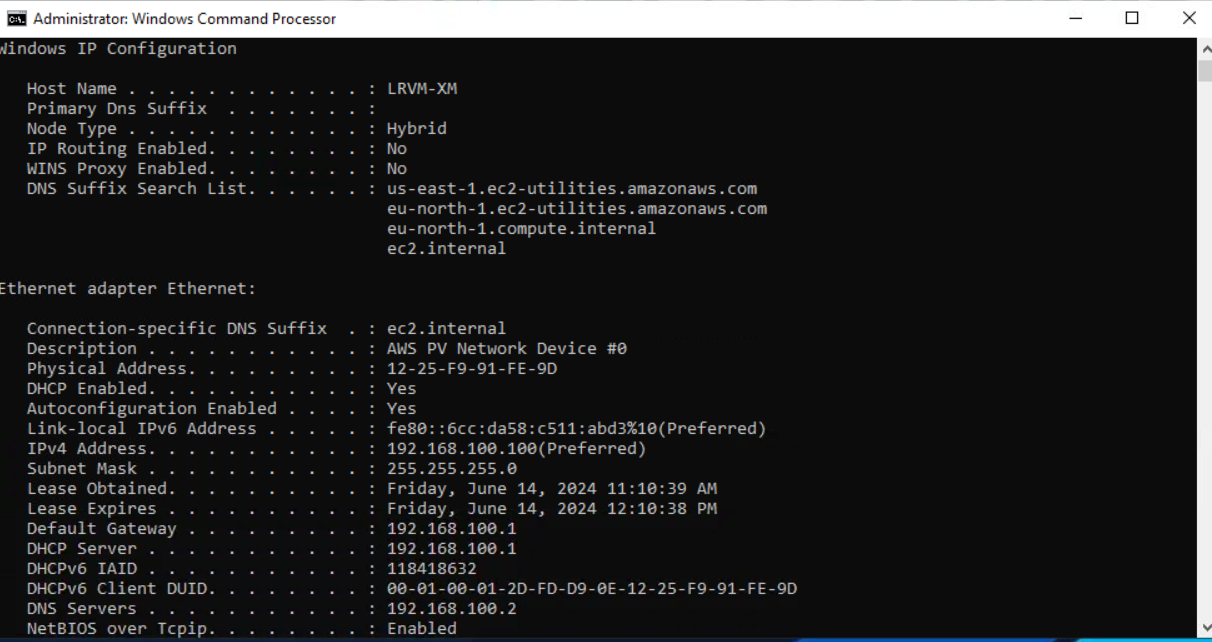 Administrator: Windows Command Processor
Windows IP Configuration
Host Name . . . . . . . . . . . . : LRVM-XM
Primary Dns Suffix  . . . . . . . :
Node Type . . . . . . . . . . . . : Hybrid
IP Routing Enabled. . . . . . . . : No
WINS Proxy Enabled. . . . . . . . : No
DNS Suffix Search List. . . . . . : us-east-1.ec2-utilities.amazonaws.com
eu-north-1.ec2-utilities.amazonaws.com
eu-north-1.compute.internal
ec2.internal
Ethernet adapter Ethernet:
Connection-specific DNS Suffix  . : ec2.internal
Description . . . . . . . . . . . : AWS PV Network Device #0
Physical Address. . . . . . . . . : 12-25-F9-91-FE-9D
DHCP Enabled. . . . . . . . . . . : Yes
Autoconfiguration Enabled . . . . : Yes
Link-local IPv6 Address . . . . . : fe80::6cc:da58:c511:abd3%10(Preferred)
IPv4 Address. . . . . . . . . . . : 192.168.100.100(Preferred)
Subnet Mask . . . . . . . . . . . : 255.255.255.0
Lease Obtained. . . . . . . . . . : Friday, June 14, 2024 11:10:39 AM
Lease Expires . . . . . . . . . . : Friday, June 14, 2024 12:10:38 PM
Default Gateway . . . . . . . . . : 192.168.100.1
DHCP Server . . . . . . . . . . . : 192.168.100.1
DHCPv6 IAID . . . . . . . . . . . : 118418632
DHCPv6 Client DUID. . . . . . . . : 00-01-00-01-2D-FD-D9-0E-12-25-F9-91-FE-9D
DNS Servers . . . . . . . . . . . : 192.168.100.2
NetBIOS over Tcpip. . . . . . . . : Enabled